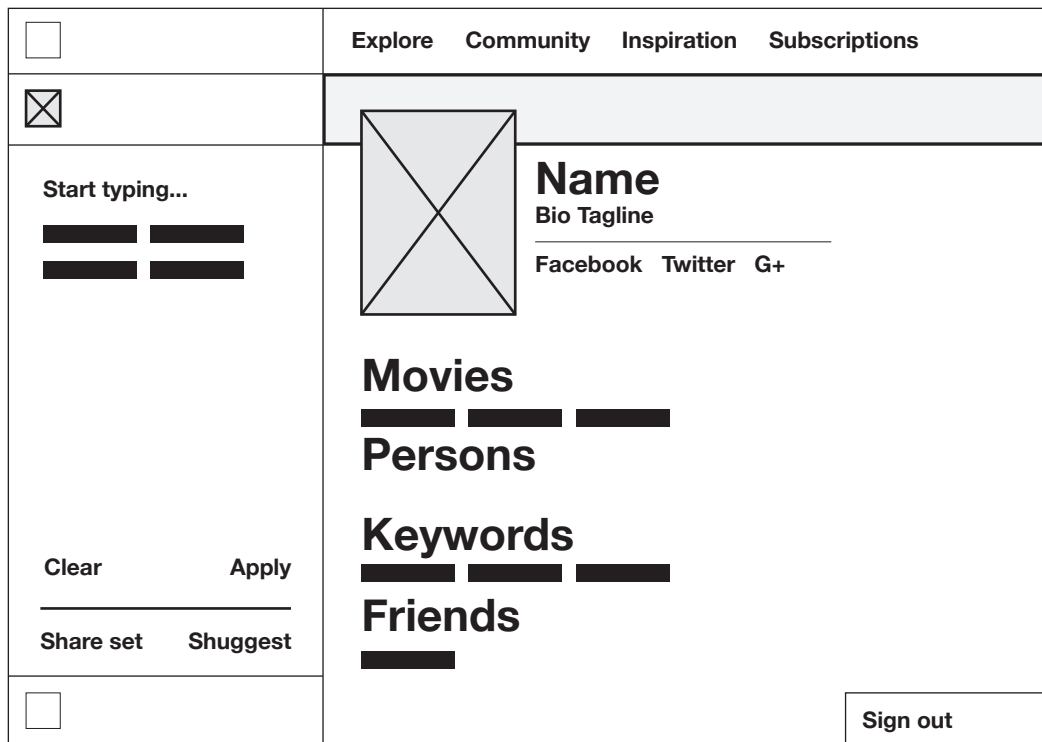 Explore Community Inspiration Subscriptions
Start typing...
Clear Apply
Share set Shuggest
Name
Bio Tagline
Facebook Twitter G+
Movies
Persons
Keywords
Friends
Sign out